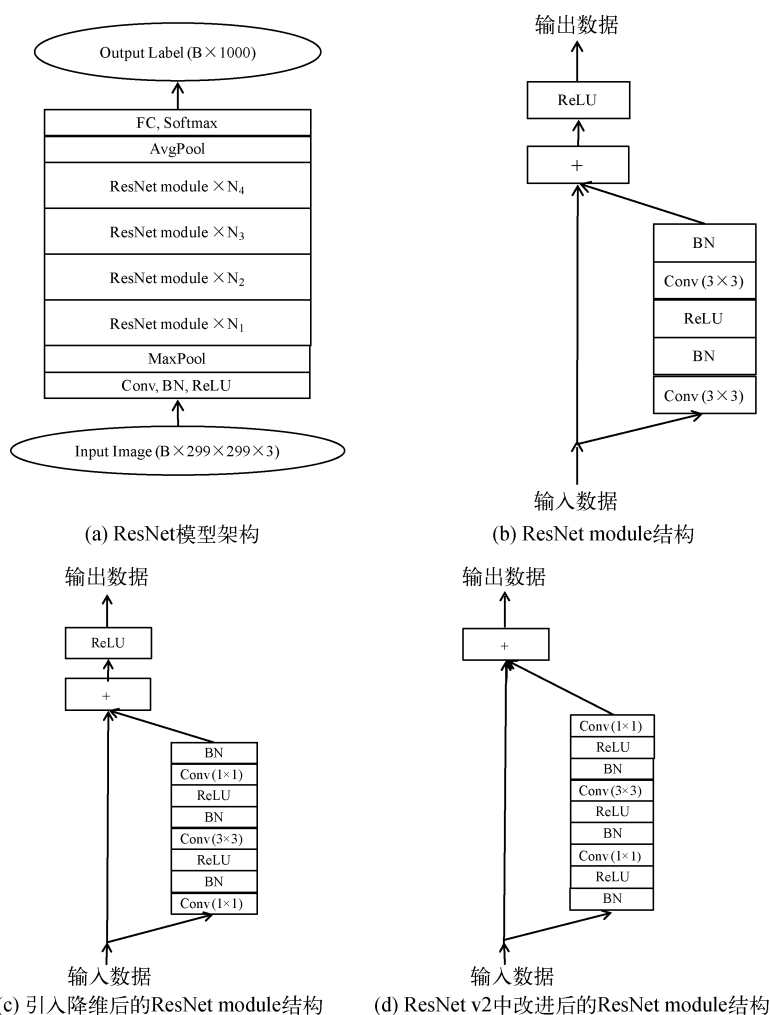 Output Label (B×1000)
FC, Softmax
AvgPool
ResNet module ×N₄
ResNet module ×N₃
ResNet module ×N₂
ResNet module ×N₁
MaxPool
Conv, BN, ReLU
Input Image (B×299×299×3)
(a) ResNet模型架构
输出数据
ReLU
+
BN
Conv (3×3)
ReLU
BN
Conv (3×3)
输入数据
(b) ResNet module结构
输出数据
ReLU
+
BN
Conv (1×1)
ReLU
BN
Conv (3×3)
ReLU
BN
Conv (1×1)
输入数据
(c) 引入降维后的ResNet module结构
输出数据
+
Conv (1×1)
ReLU
BN
Conv (3×3)
ReLU
BN
Conv (1×1)
ReLU
BN
输入数据
(d) ResNet v2中改进后的ResNet module结构